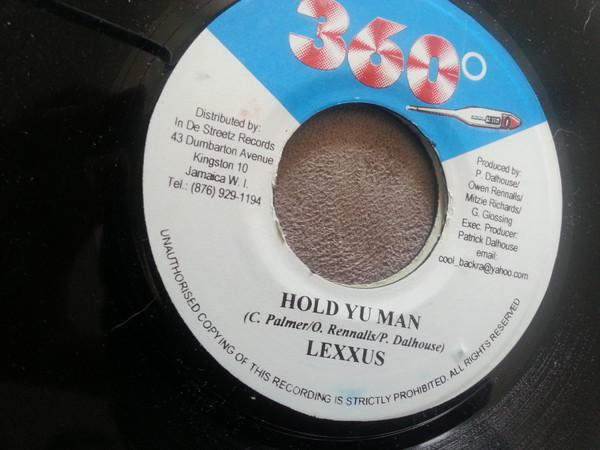 360°
Distributed by:
In De Streetz Records
43 Dumbarton Avenue
Kingston 10
Jamaica W. I.
Tel.: (876) 929-1194
Produced by:
P. Dalhouse/
Owen Rennalls/
Mitzie Richards/
G. Glossing
Exec. Producer:
Patrick Dalhouse
email:
cool_backra@yahoo.com
HOLD YU MAN
(C. Palmer/O. Rennalls/P. Dalhouse)
LEXXUS
UNAUTHORISED COPYING OF THIS RECORDING IS STRICTLY PROHIBITED. ALL RIGHTS RESERVED